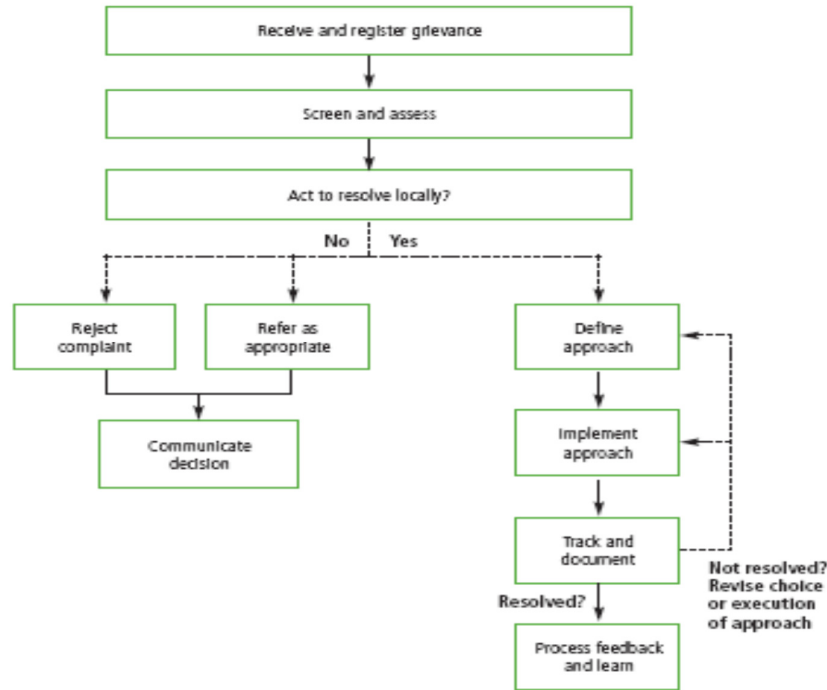 Receive and register grievance
Screen and assess
Act to resolve locally?
No
Yes
Reject
complaint
Refer as
appropriate
Define
approach
Communicate
decision
Implement
approach
Track and
document
Not resolved?
Revise choice
or execution
of approach
Resolved?
Process feedback
and learn